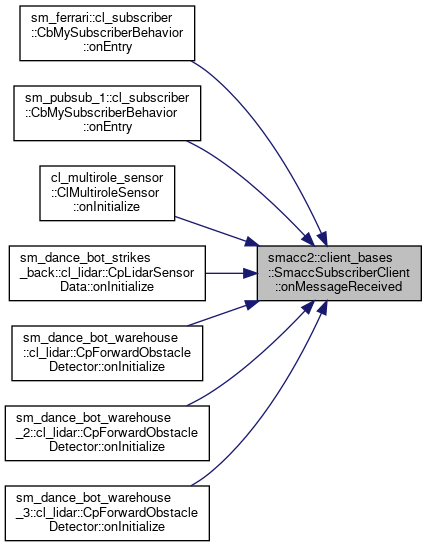 sm_ferrari::cl_subscriber
::CbMySubscriberBehavior
::onEntry
sm_pubsub_1::cl_subscriber
::CbMySubscriberBehavior
::onEntry
cl_multirole_sensor
::ClMultiroleSensor
::onInitialize
sm_dance_bot_strikes
_back::cl_lidar::CpLidarSensor
Data::onInitialize
smacc2::client_bases
::SmaccSubscriberClient
::onMessageReceived
sm_dance_bot_warehouse
::cl_lidar::CpForwardObstacle
Detector::onInitialize
sm_dance_bot_warehouse
_2::cl_lidar::CpForwardObstacle
Detector::onInitialize
sm_dance_bot_warehouse
_3::cl_lidar::CpForwardObstacle
Detector::onInitialize